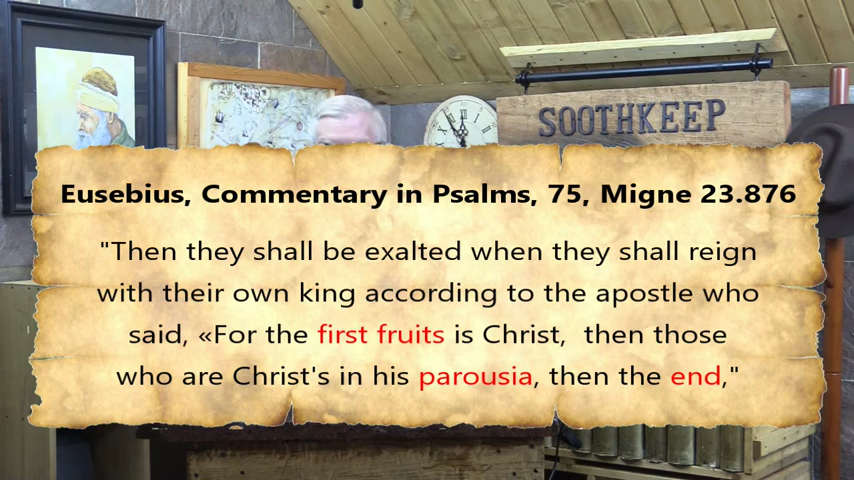 SOOTHKEEP
Eusebius, Commentary in Psalms, 75, Migne 23.876
"Then they shall be exalted when they shall reign
with their own king according to the apostle who
said, «For the first fruits is Christ, then those
who are Christ's in his parousia, then the end,"